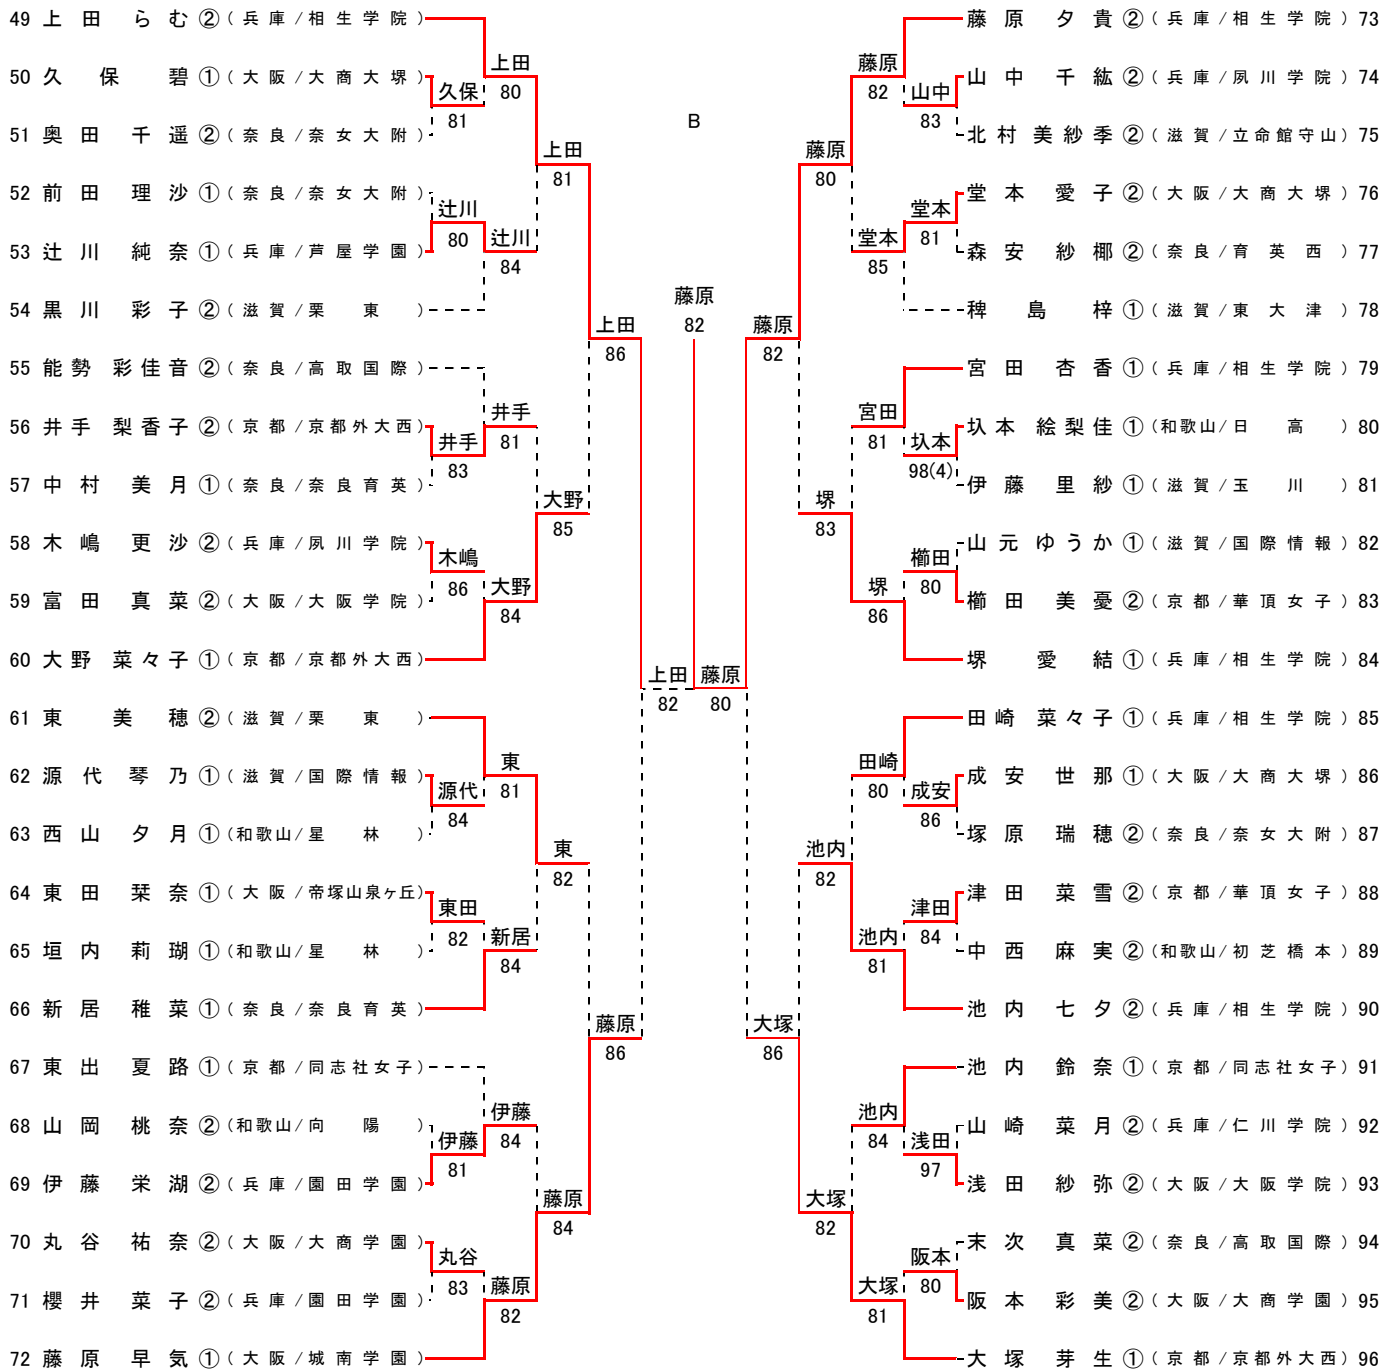 49 上田 らむ ② (兵庫/相生学院)
50 久保 碧 ① (大阪/大商大堺)
51 奥田 千遥 ② (奈良/奈女大附)
52 前田 理沙 ① (奈良/奈女大附)
53 辻川 純奈 ① (兵庫/芦屋学園)
54 黒川 彩子 ② (滋賀/栗東)
55 能勢 彩佳音 ② (奈良/高取国際)
56 井手 梨香子 ② (京都/京都外大西)
57 中村 美月 ① (奈良/奈良育英)
58 木嶋 更沙 ② (兵庫/夙川学院)
59 富田 真菜 ② (大阪/大阪学院)
60 大野 菜々子 ① (京都/京都外大西)
61 東 美穂 ② (滋賀/栗東)
62 源代 琴乃 ① (滋賀/国際情報)
63 西山 夕月 ① (和歌山/星林)
64 東田 栞奈 ① (大阪/帝塚山泉ヶ丘)
65 垣内 莉瑚 ① (和歌山/星林)
66 新居 稚菜 ① (奈良/奈良育英)
67 東出 夏路 ① (京都/同志社女子)
68 山岡 桃奈 ② (和歌山/向陽)
69 伊藤 栄湖 ② (兵庫/園田学園)
70 丸谷 祐奈 ② (大阪/大商学園)
71 櫻井 菜子 ② (兵庫/園田学園)
72 藤原 早気 ① (大阪/城南学園)
久保
81
辻川
80
井手
83
木嶋
86
源代
84
東田
82
伊藤
81
丸谷
83
上田
80
辻川
84
井手
81
大野
84
東
81
新居
84
伊藤
84
藤原
82
上田
81
大野
85
東
82
藤原
84
上田
86
藤原
86
上田
82
B
藤原
82
藤原
80
藤原
82
大塚
86
藤原
80
堺
83
池内
82
大塚
82
藤原
82
堂本
85
宮田
81
堺
86
田崎
80
池内
81
池内
84
大塚
81
山中
83
堂本
81
圦本
98(4)
櫛田
80
成安
86
津田
84
浅田
97
阪本
80
藤原 夕貴 ② (兵庫/相生学院) 73
山中 千紘 ② (兵庫/夙川学院) 74
北村 美紗季 ② (滋賀/立命館守山) 75
堂本 愛子 ② (大阪/大商大堺) 76
森安 紗椰 ② (奈良/育英西) 77
稗島 梓 ① (滋賀/東大津) 78
宮田 杏香 ① (兵庫/相生学院) 79
圦本 絵梨佳 ① (和歌山/日高) 80
伊藤 里紗 ① (滋賀/玉川) 81
山元 ゆうか ① (滋賀/国際情報) 82
櫛田 美憂 ② (京都/華頂女子) 83
堺 愛結 ① (兵庫/相生学院) 84
田崎 菜々子 ① (兵庫/相生学院) 85
成安 世那 ① (大阪/大商大堺) 86
塚原 瑞穂 ② (奈良/奈女大附) 87
津田 菜雪 ② (京都/華頂女子) 88
中西 麻実 ② (和歌山/初芝橋本) 89
池内 七夕 ② (兵庫/相生学院) 90
池内 鈴奈 ① (京都/同志社女子) 91
山崎 菜月 ② (兵庫/仁川学院) 92
浅田 紗弥 ② (大阪/大阪学院) 93
末次 真菜 ② (奈良/高取国際) 94
阪本 彩美 ② (大阪/大商学園) 95
大塚 芽生 ① (京都/京都外大西) 96